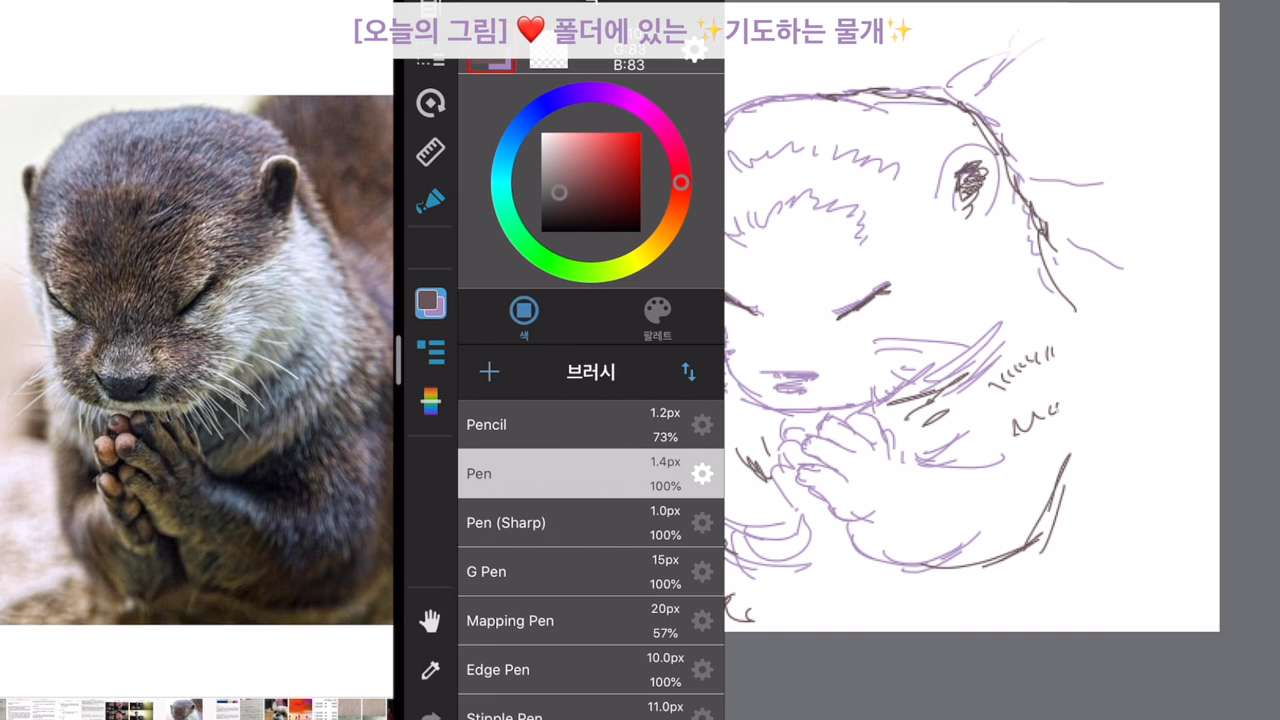 [오늘의 그림] ❤️ 폴더에 있는 ✨기도하는 물개✨
G:83
B:83
색
팔레트
브러시
Pencil
1.2px
73%
Pen
1.4px
100%
Pen (Sharp)
1.0px
100%
G Pen
15px
100%
Mapping Pen
20px
57%
Edge Pen
10.0px
100%
Stipple Pen
11.0px